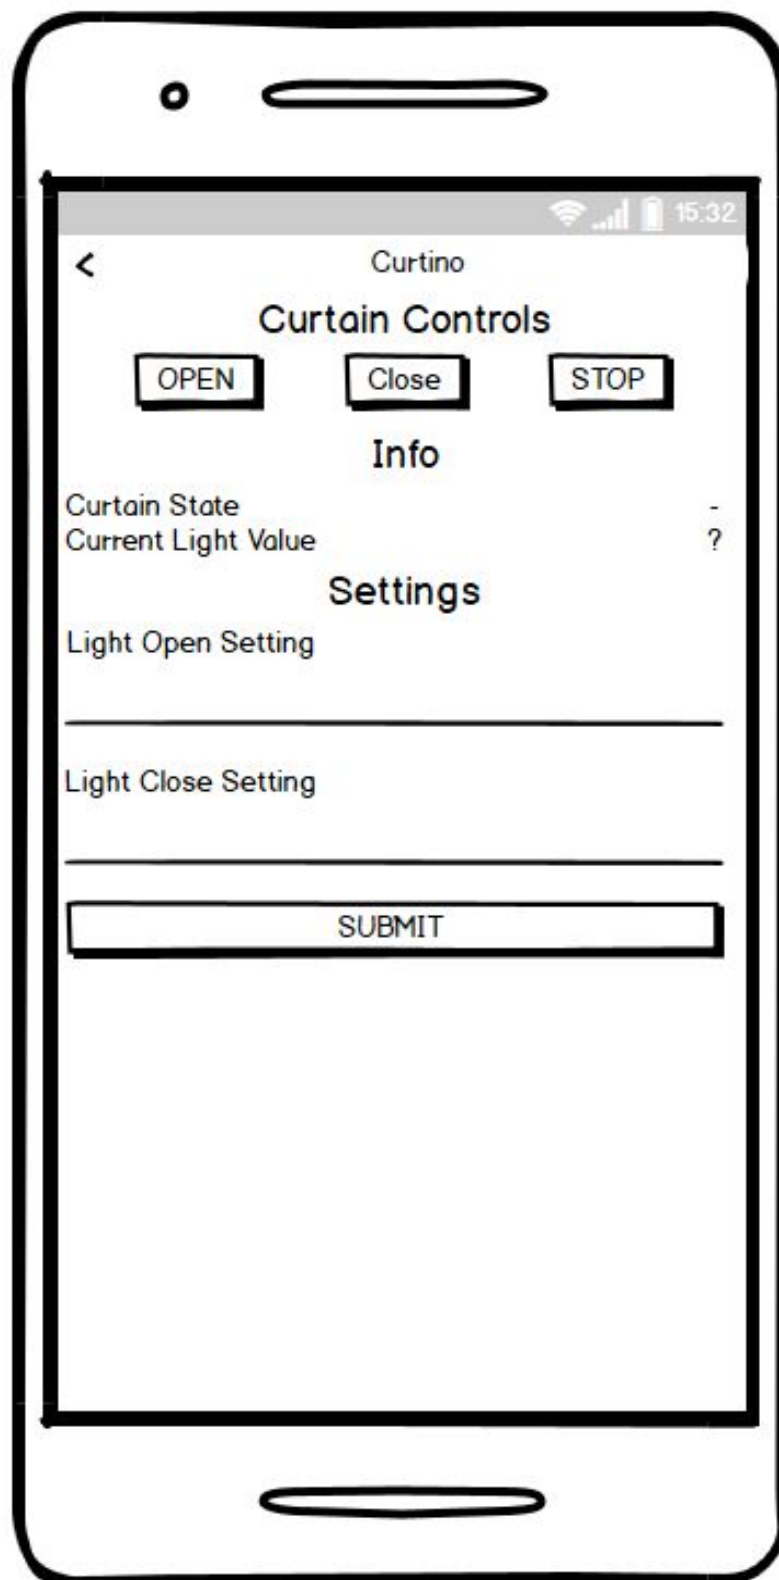 15:32
< Curtino
Curtain Controls
OPEN Close STOP
Info
Curtain State -
Current Light Value ?
Settings
Light Open Setting
Light Close Setting
SUBMIT